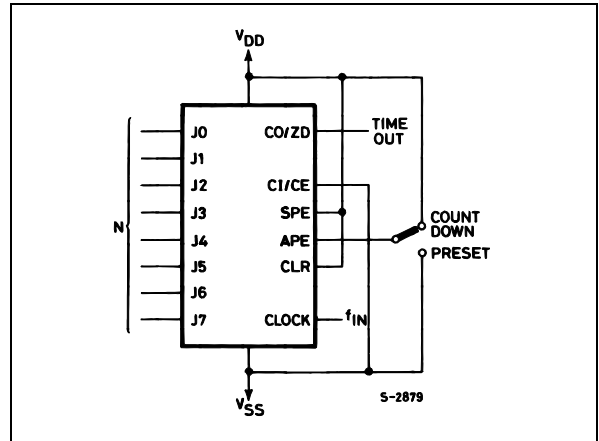 VDD
J0 CO/ZD TIME OUT
J1
J2 CI/CE
J3 SPE
N J4 APE COUNT DOWN
J5 CLR PRESET
J6
J7 CLOCK fIN
VSS
S-2879